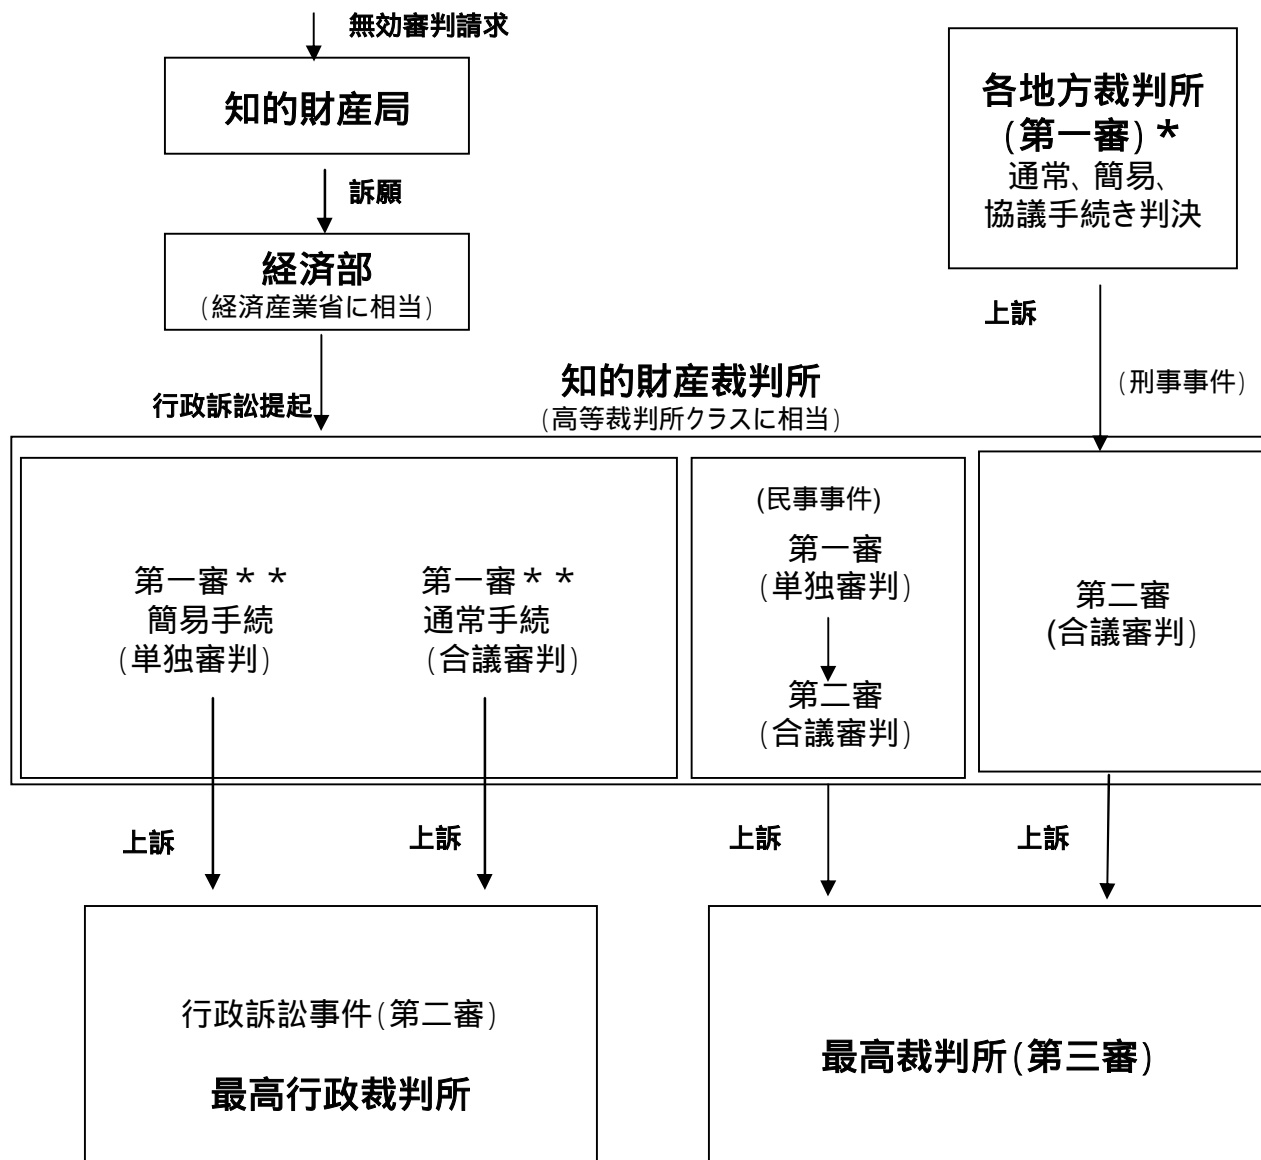 無効審判請求
知的財産局
訴願
経済部
(経済産業省に相当)
行政訴訟提起
各地方裁判所
(第一審) *
通常、簡易、
協議手続き判決
上訴
(刑事事件)
知的財産裁判所
(高等裁判所クラスに相当)
第一審＊＊
簡易手続
(単独審判)
第一審＊＊
通常手続
(合議審判)
(民事事件)
第一審
(単独審判)
第二審
(合議審判)
第二審
(合議審判)
上訴
上訴
上訴
上訴
行政訴訟事件(第二審)
最高行政裁判所
最高裁判所(第三審)